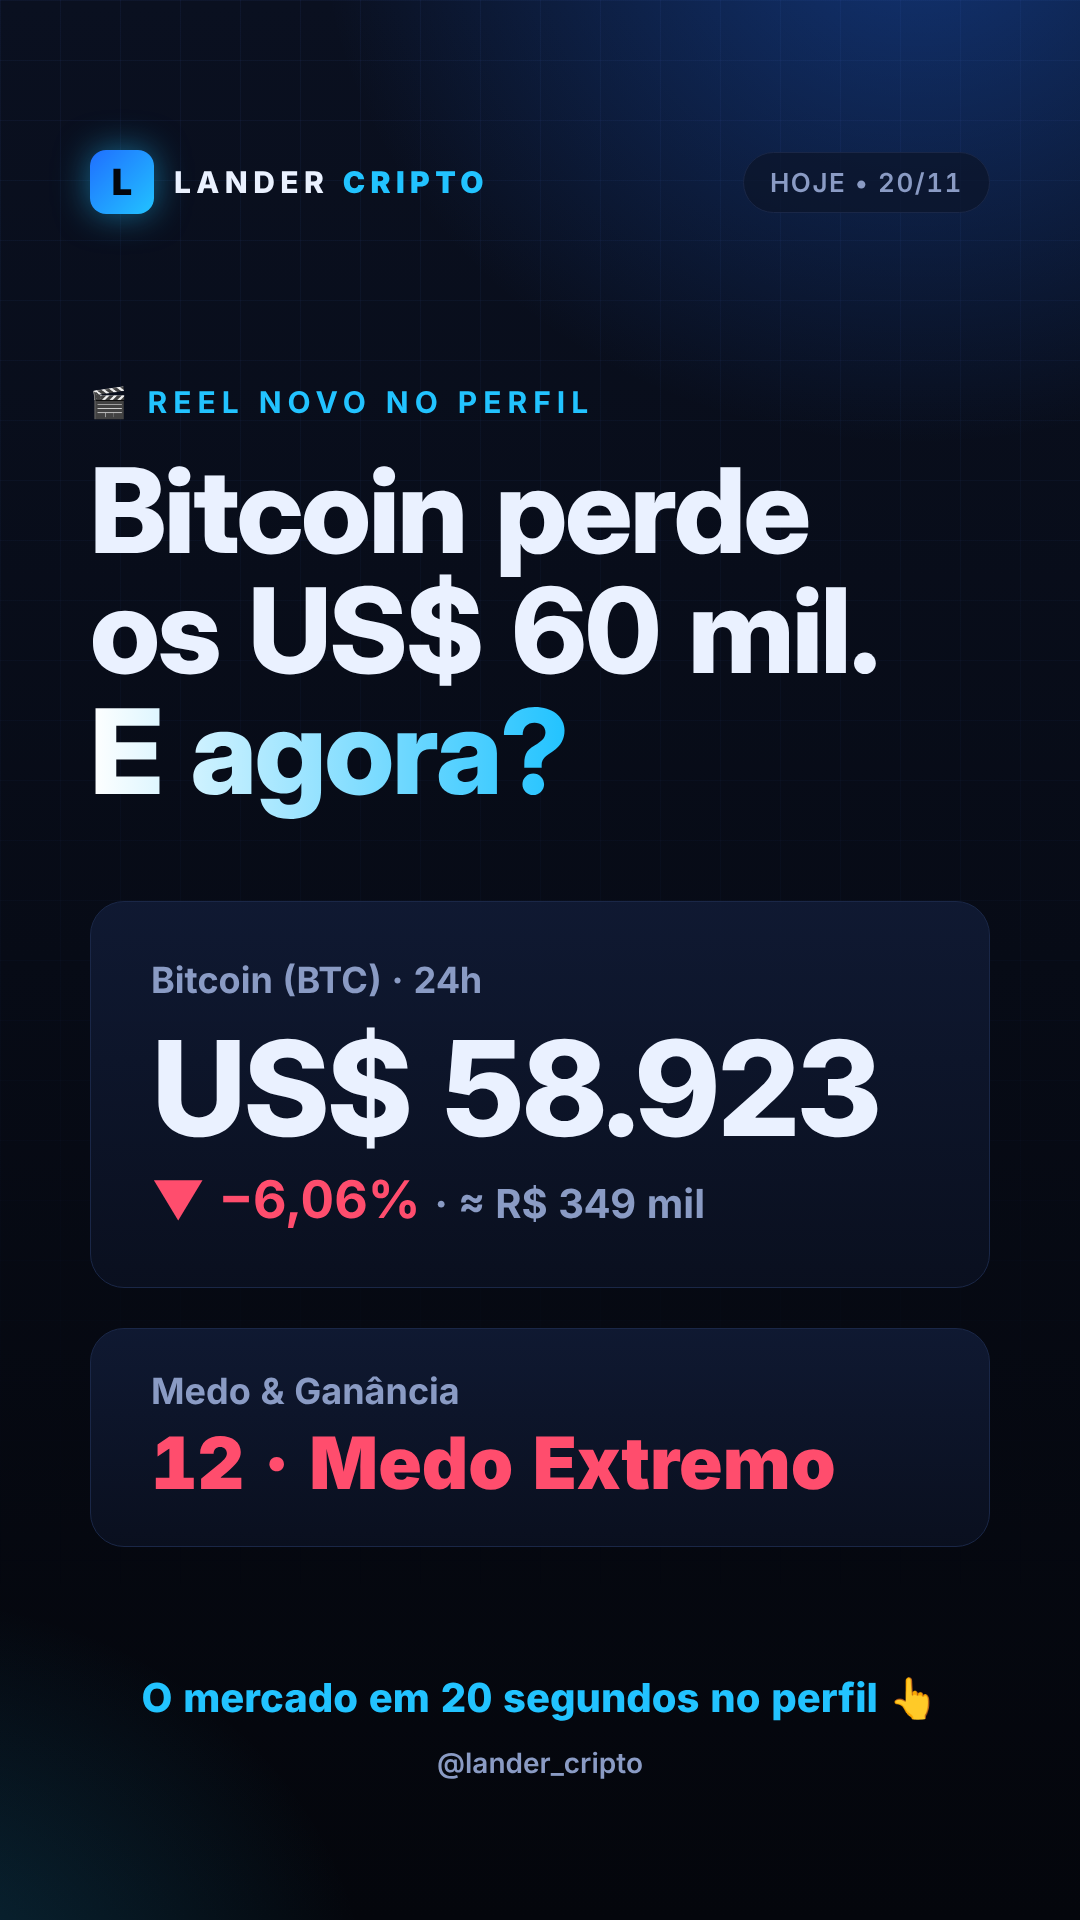 L LANDER CRIPTO
HOJE • 20/11
🎬 REEL NOVO NO PERFIL
Bitcoin perde
os US$ 60 mil.
E agora?
Bitcoin (BTC) · 24h
US$ 58.923
▼ −6,06% · ≈ R$ 349 mil
Medo & Ganância
12 · Medo Extremo
O mercado em 20 segundos no perfil 👆
@lander_cripto